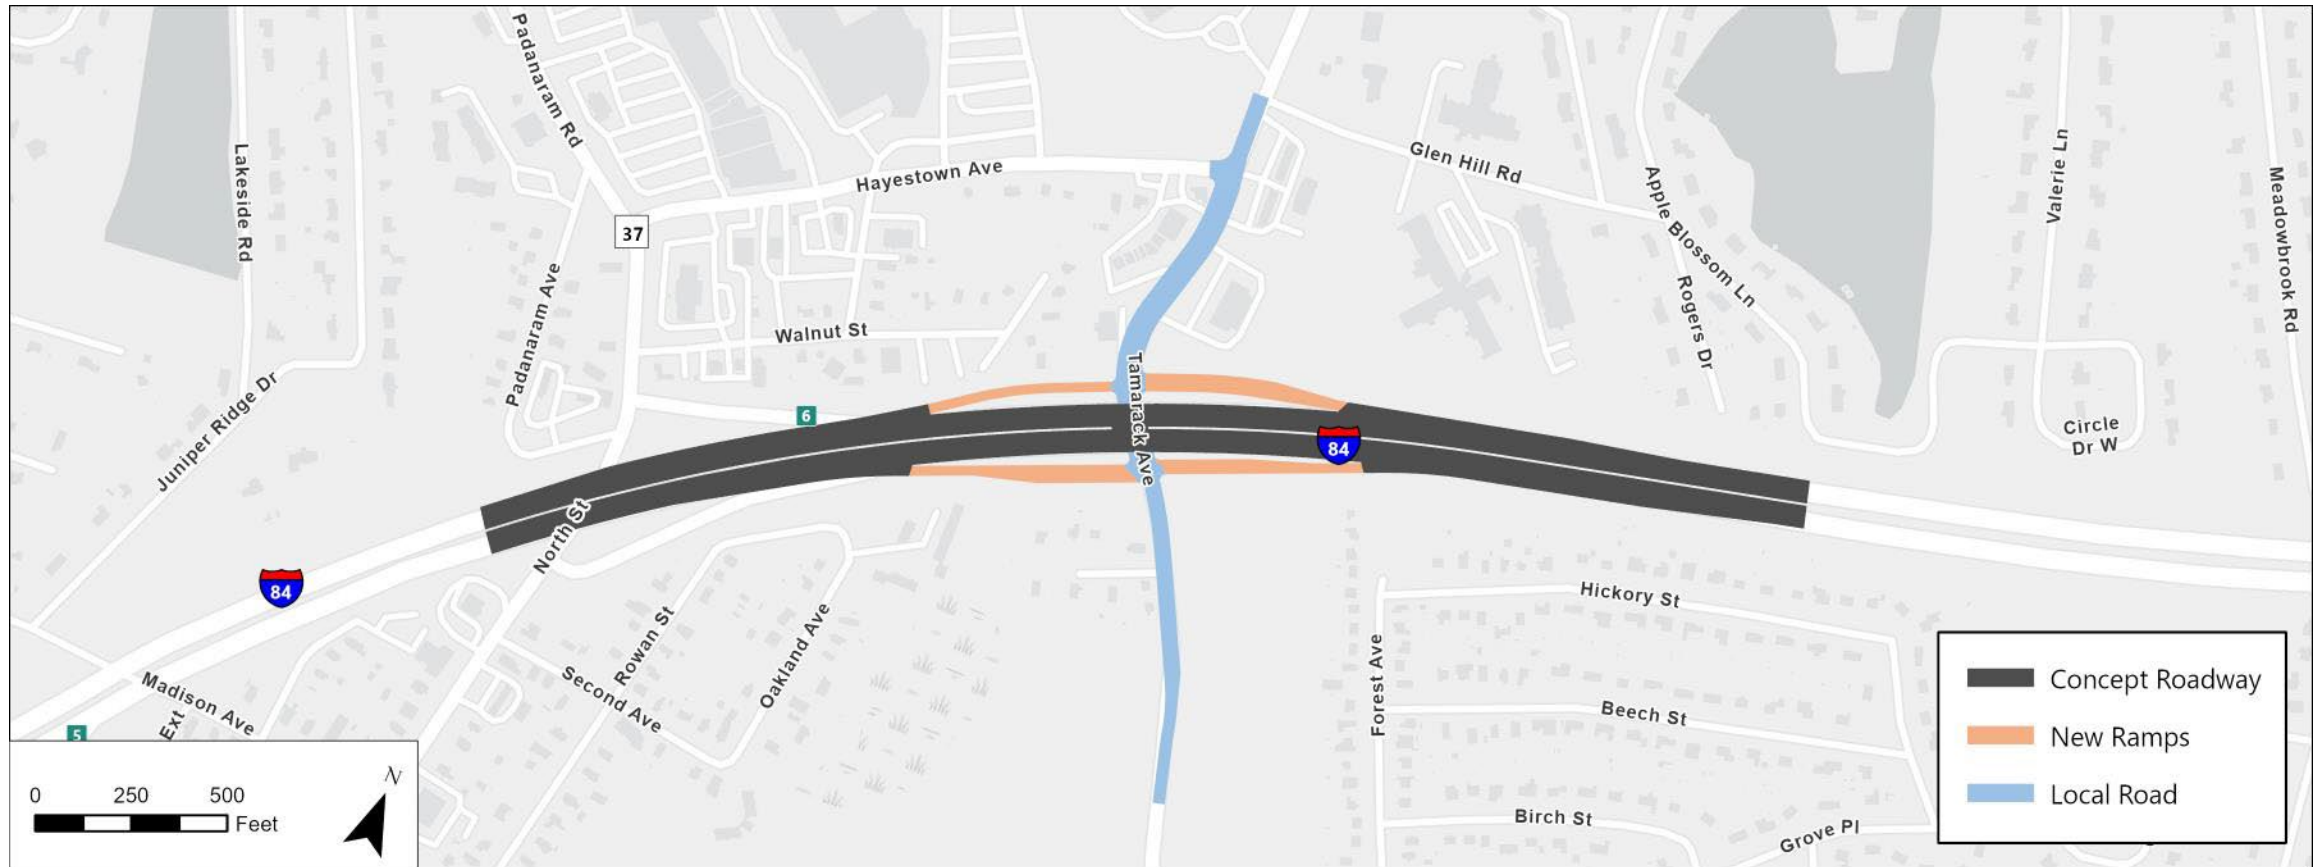 Padanaram Rd
Lakeside Rd
Hayestown Ave
Glen Hill Rd
Valerie Ln
Meadowbrook Rd
Apple Blossom Ln
37
Padanaram Ave
Rogers Dr
Walnut St
Tamarack Ave
Juniper Ridge Dr
6
84
Circle
Dr W
North St
84
Hickory St
Rowan St
Oakland Ave
Second Ave
Forest Ave
Madison Ave
Ext
5
Beech St
Birch St
Grove Pl
Concept Roadway
New Ramps
Local Road
N
0 250 500
Feet